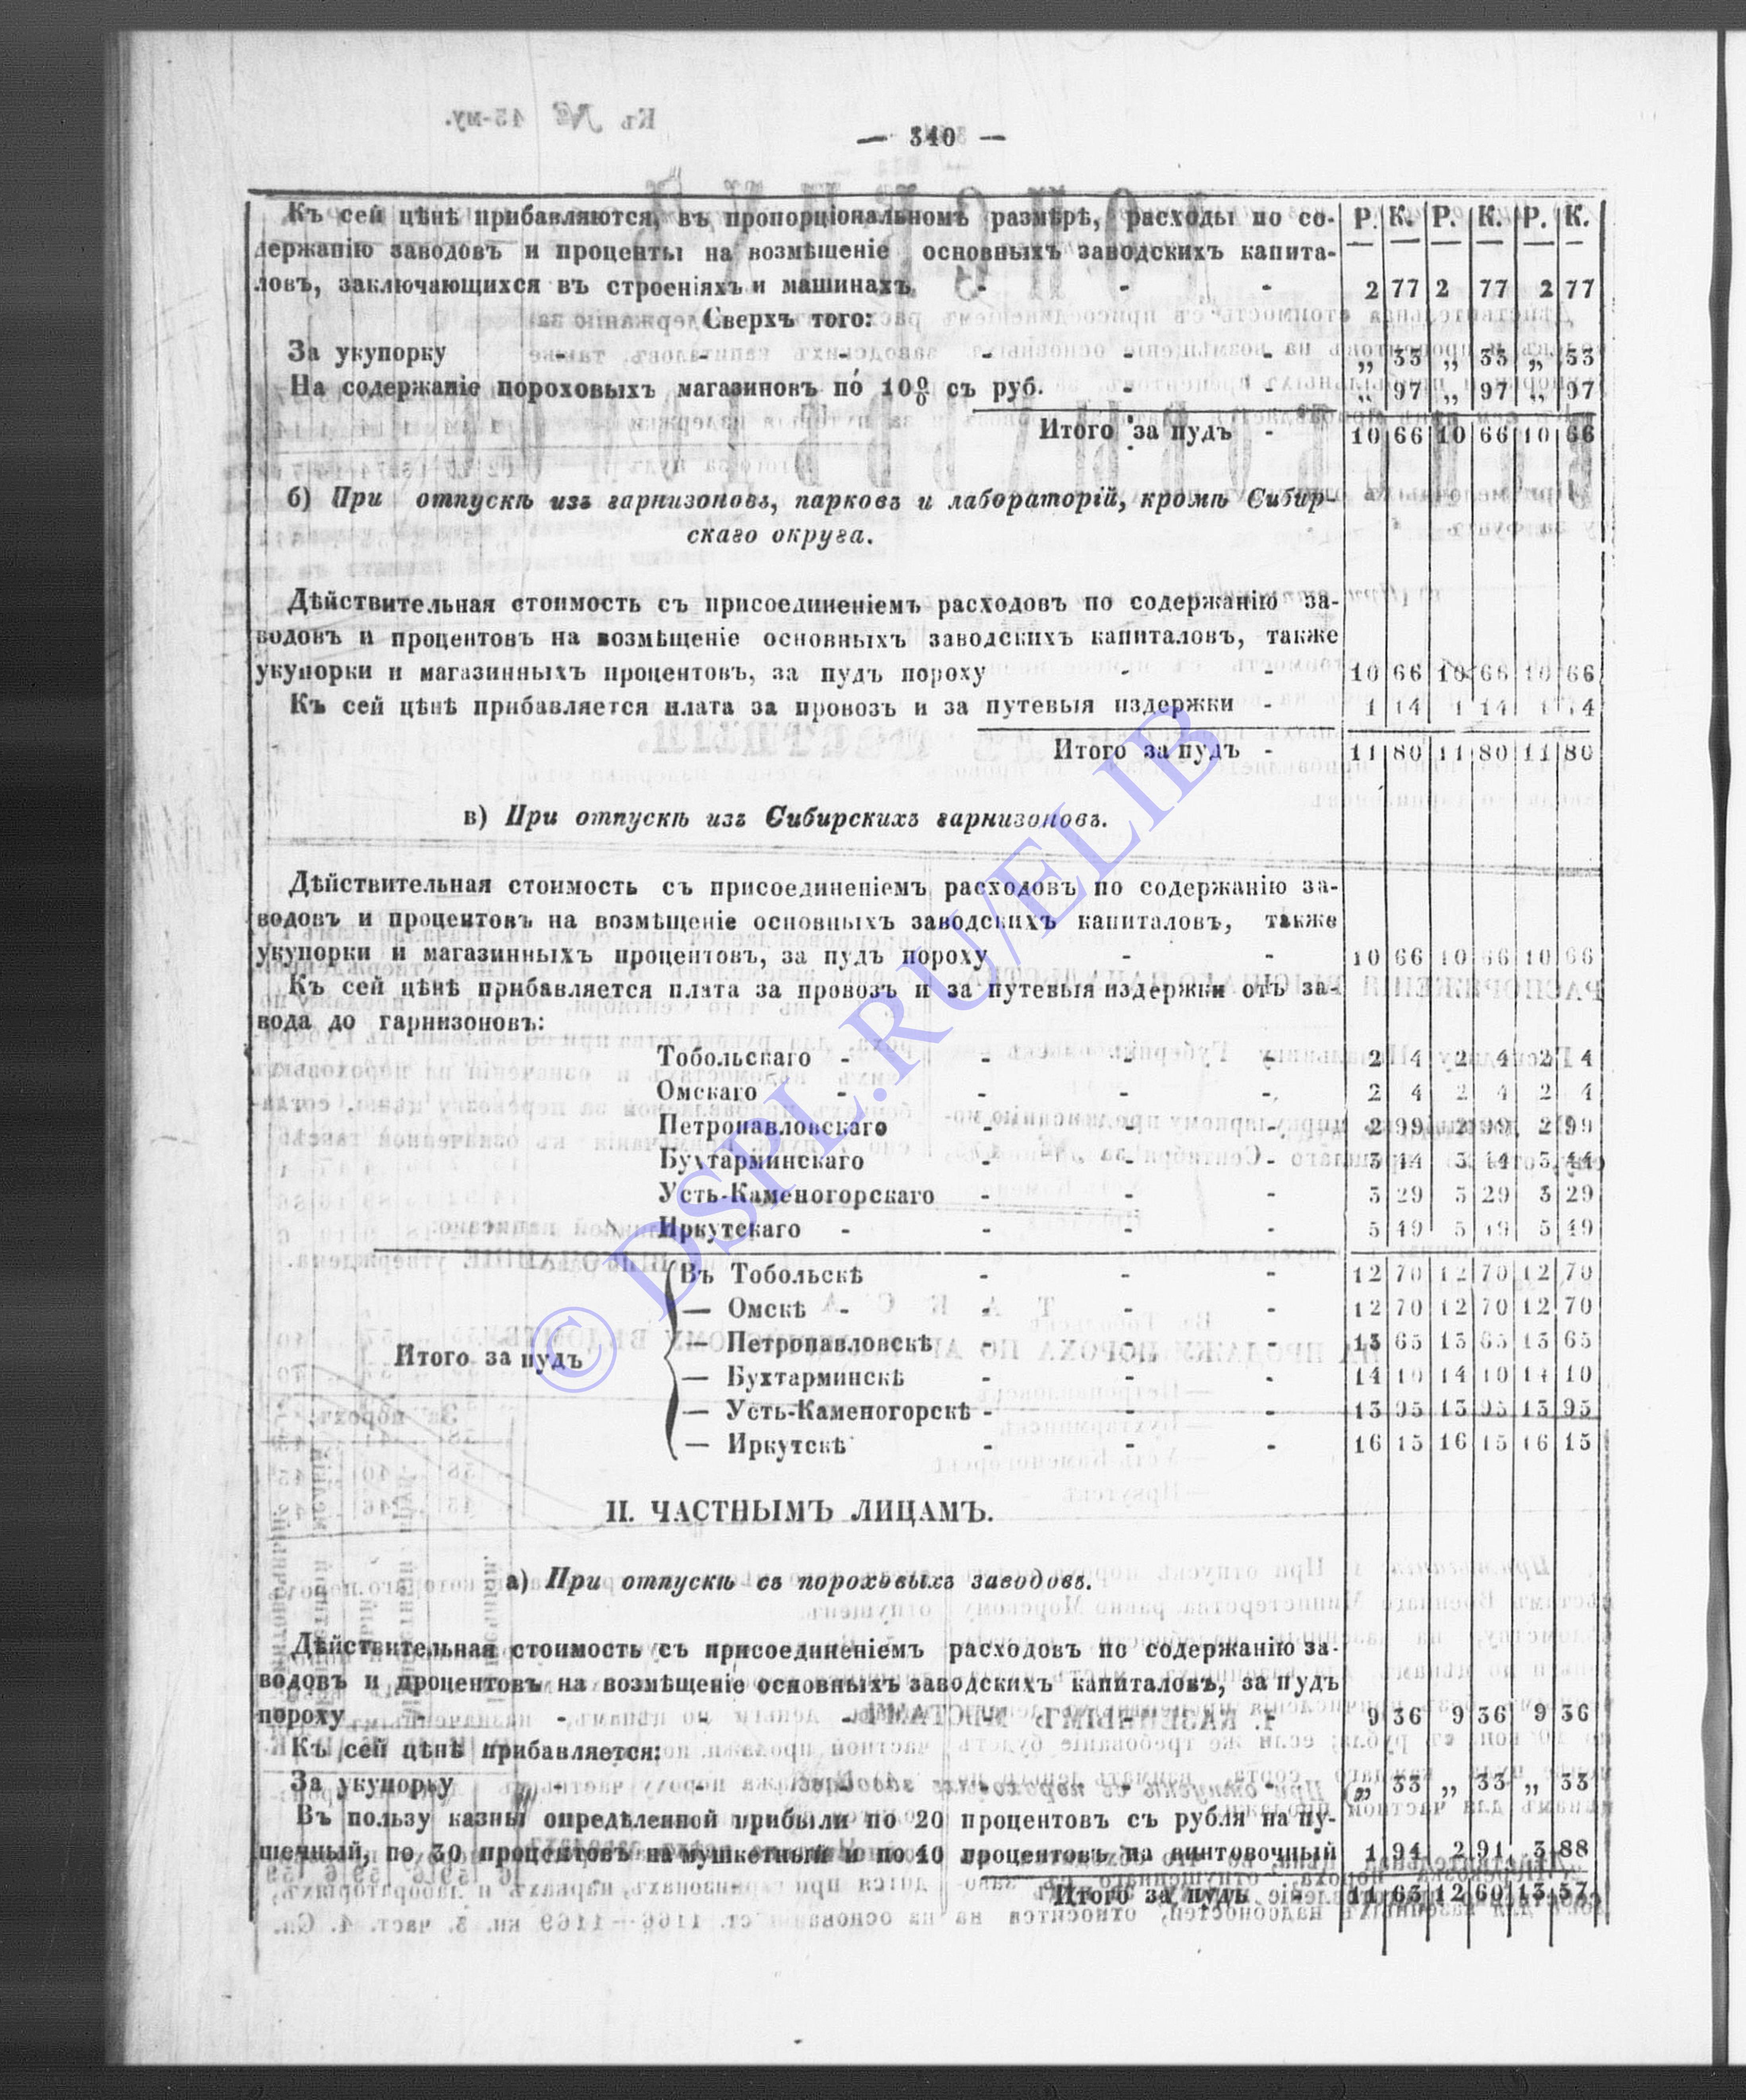 — 340 —
Къ сей цѣнѣ прибавляются, въ пропорціональномъ размѣрѣ, расходы по со- Р. К. Р. К. Р. К.
держанію заводовъ и проценты на возмѣщеніе основныхъ заводскихъ капита-
ловъ, заключающихся въ строеніяхъ и машинахъ - - - 2 77 2 77 2 77
Сверхъ того:
За укупорку - - - - - - „ 33 „ 33 „ 33
На содержаніе пороховыхъ магазиновъ по 10% съ руб. - - „ 97 „ 97 „ 97
Итого за пудъ - 10 66 10 66 10 66
б) При отпускѣ изъ гарнизоновъ, парковъ и лабораторій, кромѣ Сибир-
скаго округа.
Дѣйствительная стоимость съ присоединеніемъ расходовъ по содержанію за-
водовъ и процентовъ на возмѣщеніе основныхъ заводскихъ капиталовъ, также
укупорки и магазинныхъ процентовъ, за пудъ пороху - - 10 66 10 66 10 66
Къ сей цѣнѣ прибавляется плата за провозъ и за путевыя издержки - 1 14 1 14 1 14
Итого за пудъ - 11 80 11 80 11 80
в) При отпускѣ изъ Сибирскихъ гарнизоновъ.
Дѣйствительная стоимость съ присоединеніемъ расходовъ по содержанію за-
водовъ и процентовъ на возмѣщеніе основныхъ заводскихъ капиталовъ, также
укупорки и магазинныхъ процентовъ, за пудъ пороху - - 10 66 10 66 10 66
Къ сей цѣнѣ прибавляется плата за провозъ и за путевыя издержки отъ за-
вода до гарнизоновъ:
Тобольскаго - - - - 2 4 2 4 2 4
Омскаго - - - - 2 4 2 4 2 4
Петропавловскаго - - - 2 99 2 99 2 99
Бухтарминскаго - - - 3 44 3 44 3 44
Усть-Каменогорскаго - - - 3 29 3 29 3 29
Иркутскаго - - - - 5 49 5 49 5 49
Въ Тобольскѣ - - - 12 70 12 70 12 70
— Омскѣ - - - - 12 70 12 70 12 70
— Петропавловскѣ - - - 13 65 13 65 13 65
Итого за пудъ
— Бухтарминскѣ - - - 14 10 14 10 14 10
— Усть-Каменогорскѣ - - - 13 95 13 95 13 95
— Иркутскѣ - - - 16 15 16 15 16 15
II. ЧАСТНЫМЪ ЛИЦАМЪ.
а) При отпускѣ съ пороховыхъ заводовъ.
Дѣйствительная стоимость съ присоединеніемъ расходовъ по содержанію за-
водовъ и процентовъ на возмѣщеніе основныхъ заводскихъ капиталовъ, за пудъ
пороху - - - - - - - 9 36 9 36 9 36
Къ сей цѣнѣ прибавляется:
За укупорку - - - - - - „ 33 „ 33 „ 33
Въ пользу казны опредѣленной прибыли по 20 процентовъ съ рубля на пу-
шечный, по 30 процентовъ на мушкетный и по 40 процентовъ на винтовочный 1 94 2 91 3 88
Итого за пудъ - 11 63 12 60 13 57
© DSPL.RU/ELIB